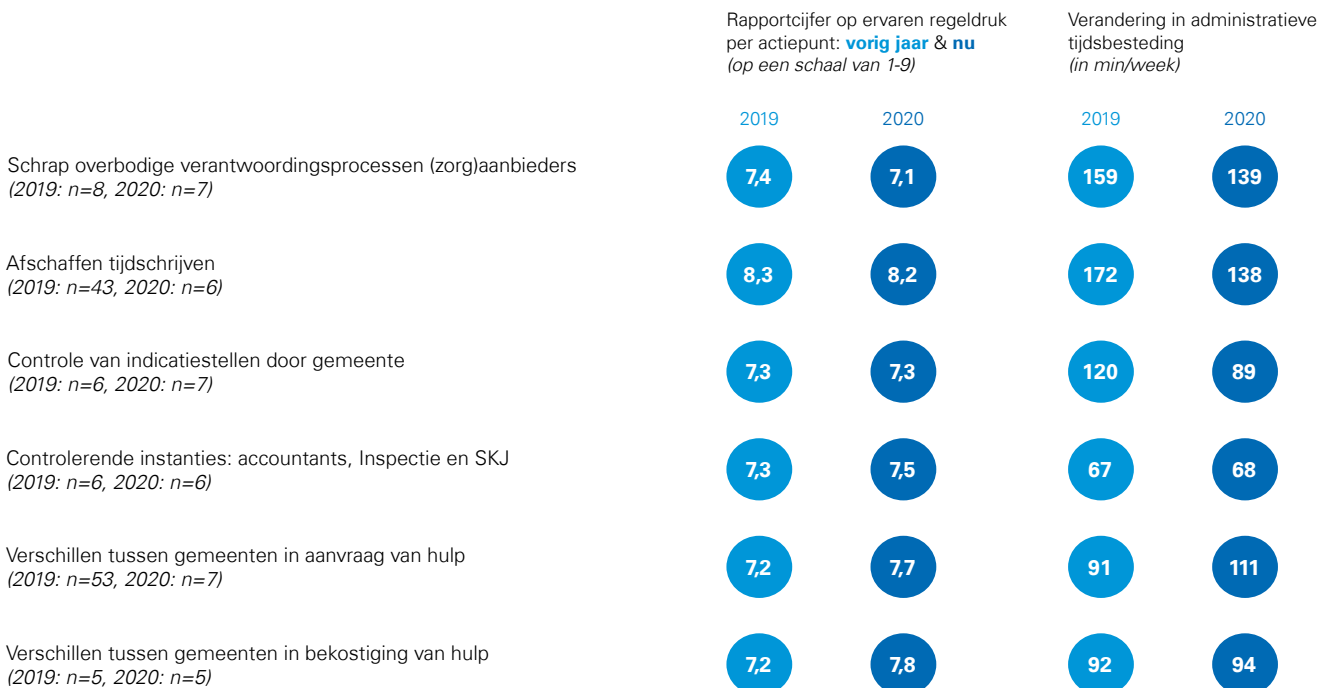 Rapportcijfer op ervaren regeldruk
per actiepunt: vorig jaar & nu
(op een schaal van 1-9)
Verandering in administratieve
tijdsbesteding
(in min/week)
2019 2020 2019 2020
Schrap overbodige verantwoordingsprocessen (zorg)aanbieders
(2019: n=8, 2020: n=7)
7,4 7,1 159 139
Afschaffen tijdschrijven
(2019: n=43, 2020: n=6)
8,3 8,2 172 138
Controle van indicatiestellen door gemeente
(2019: n=6, 2020: n=7)
7,3 7,3 120 89
Controlerende instanties: accountants, Inspectie en SKJ
(2019: n=6, 2020: n=6)
7,3 7,5 67 68
Verschillen tussen gemeenten in aanvraag van hulp
(2019: n=53, 2020: n=7)
7,2 7,7 91 111
Verschillen tussen gemeenten in bekostiging van hulp
(2019: n=5, 2020: n=5)
7,2 7,8 92 94